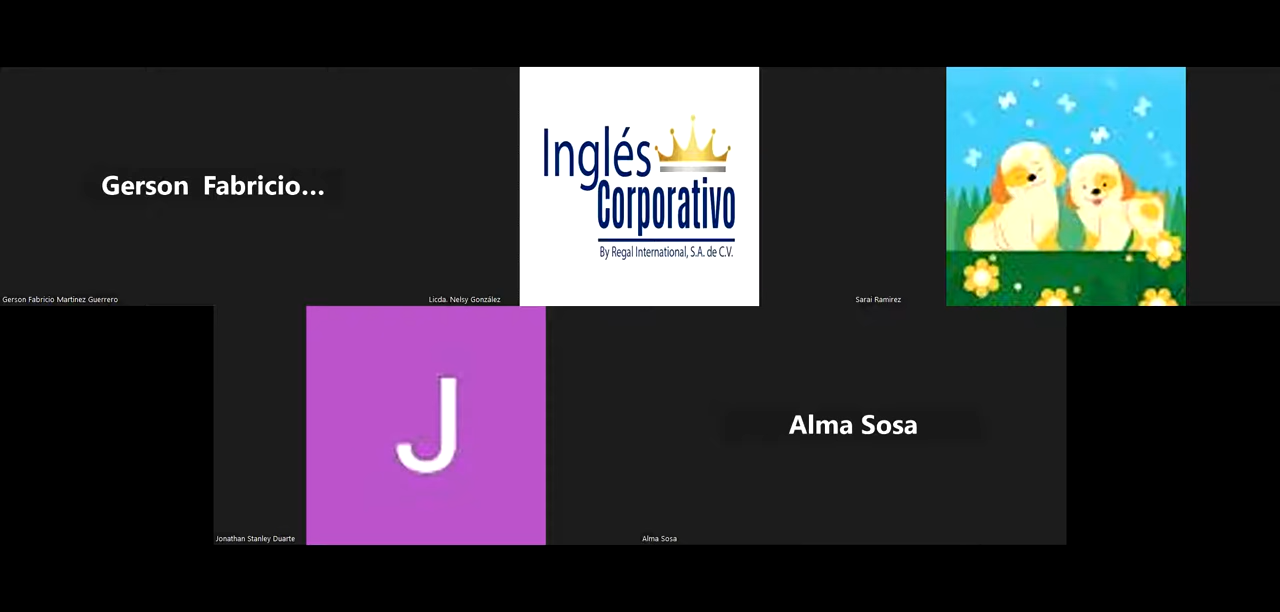 Gerson Fabricio...
Gerson Fabricio Martinez Guerrero
Inglés
Corporativo
By Regal International, S.A. de C.V.
Licda. Nelsy González
Sarai Ramirez
J
Jonathan Stanley Duarte
Alma Sosa
Alma Sosa